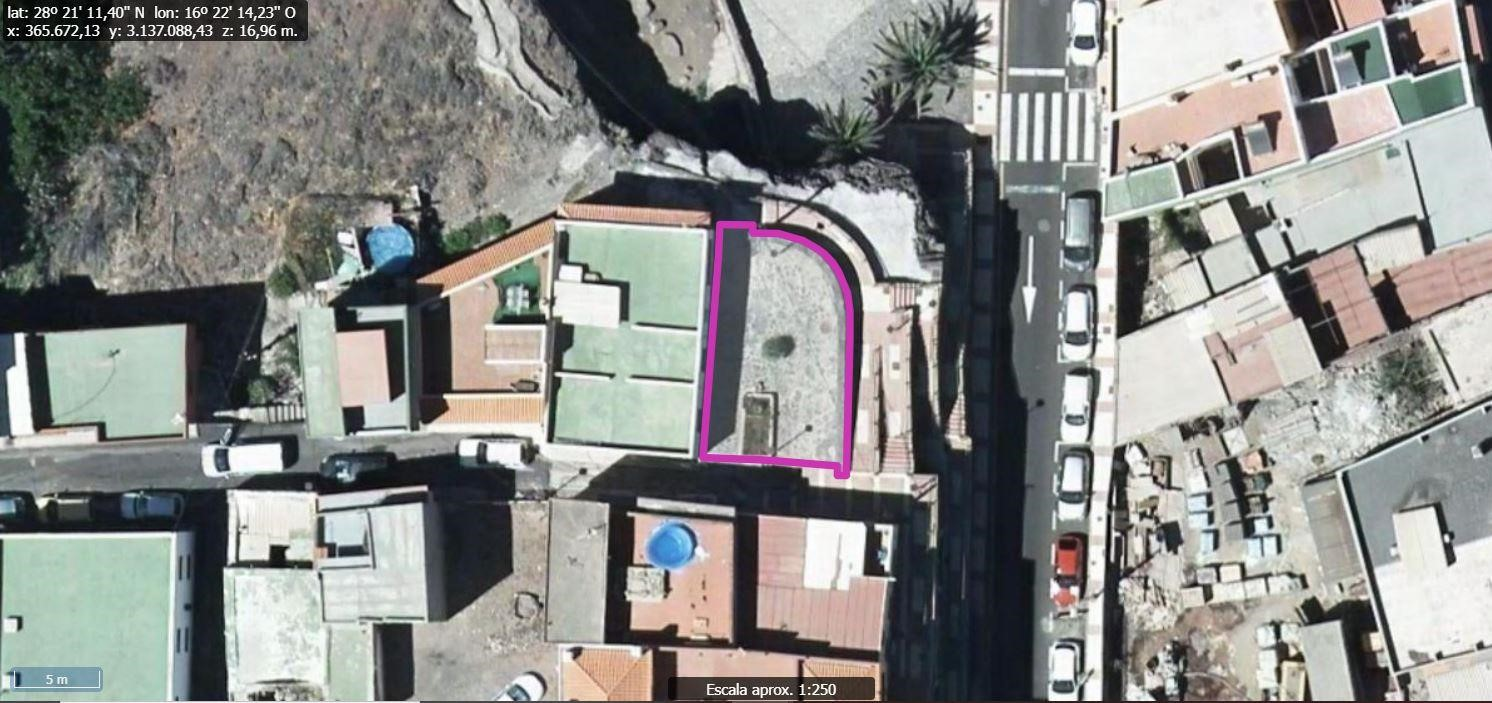 lat: 28º 21' 11,40" N  lon: 16º 22' 14,23" O
x: 365.672,13  y: 3.137.088,43  z: 16,96 m.
5 m
Escala aprox. 1:250